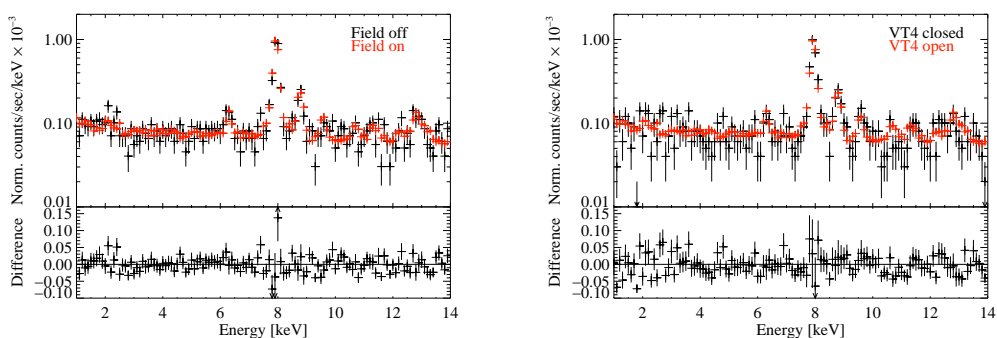 Field off
Field on
1.00
0.10
0.01
Norm. counts/sec/keV × 10⁻³
0.15
0.10
0.05
0.00
−0.05
−0.10
Difference
2 4 6 8 10 12 14
Energy [keV]
VT4 closed
VT4 open
1.00
0.10
0.01
Norm. counts/sec/keV × 10⁻³
0.15
0.10
0.05
0.00
−0.05
−0.10
Difference
2 4 6 8 10 12 14
Energy [keV]